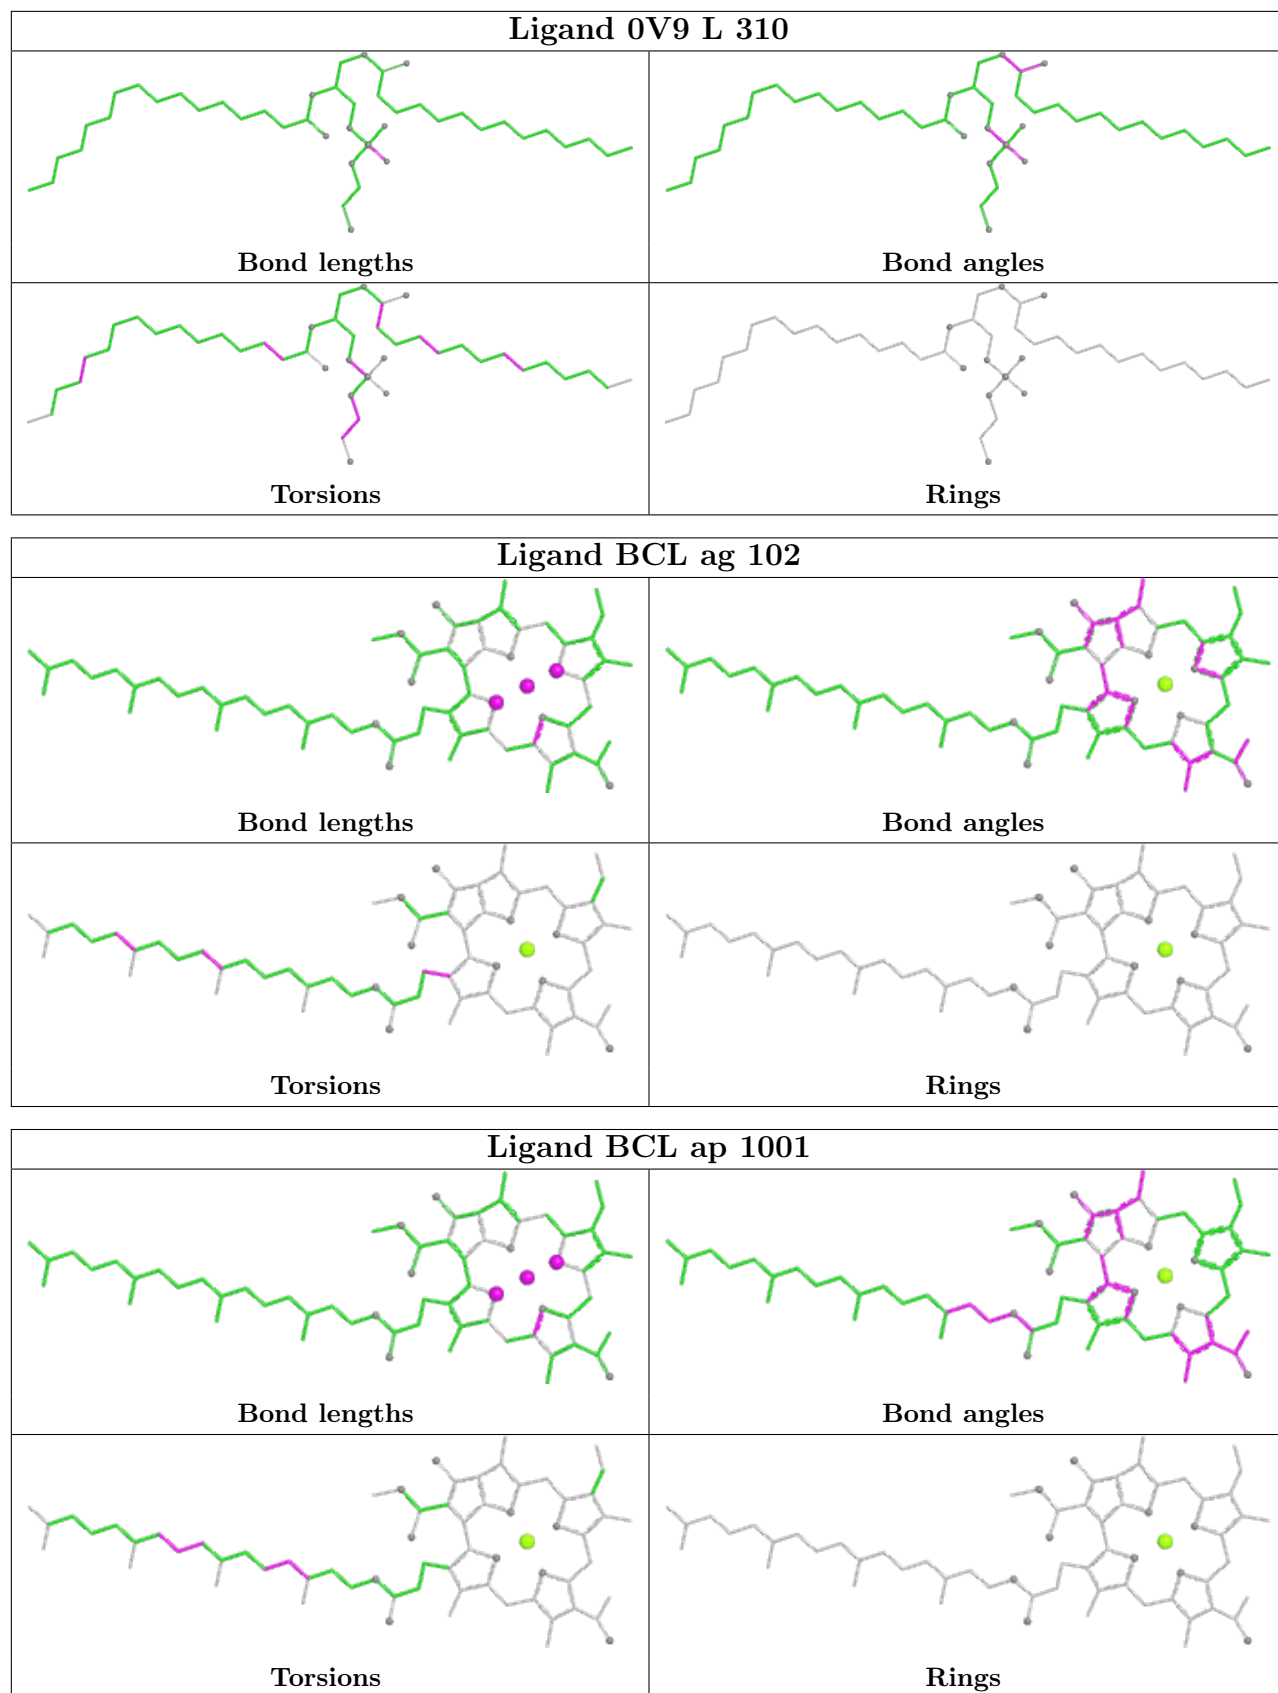 Ligand 0V9 L 310
Bond lengths
Bond angles
Torsions
Rings
Ligand BCL ag 102
Bond lengths
Bond angles
Torsions
Rings
Ligand BCL ap 1001
Bond lengths
Bond angles
Torsions
Rings